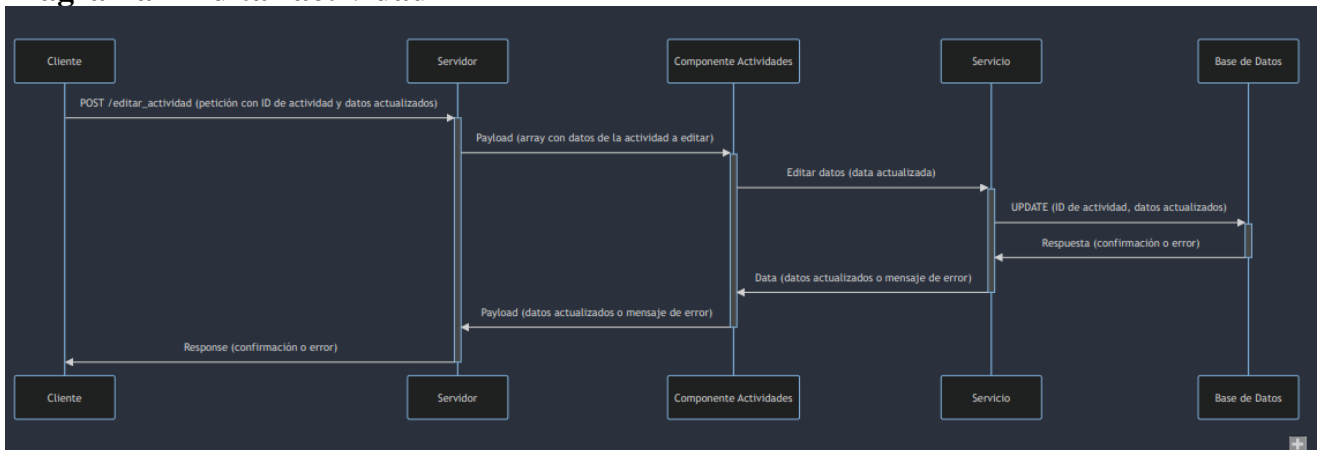 Cliente
Servidor
Componente Actividades
Servicio
Base de Datos
POST /editar_actividad (petición con ID de actividad y datos actualizados)
Payload (array con datos de la actividad a editar)
Editar datos (data actualizada)
UPDATE (ID de actividad, datos actualizados)
Respuesta (confirmación o error)
Data (datos actualizados o mensaje de error)
Payload (datos actualizados o mensaje de error)
Response (confirmación o error)
Cliente
Servidor
Componente Actividades
Servicio
Base de Datos